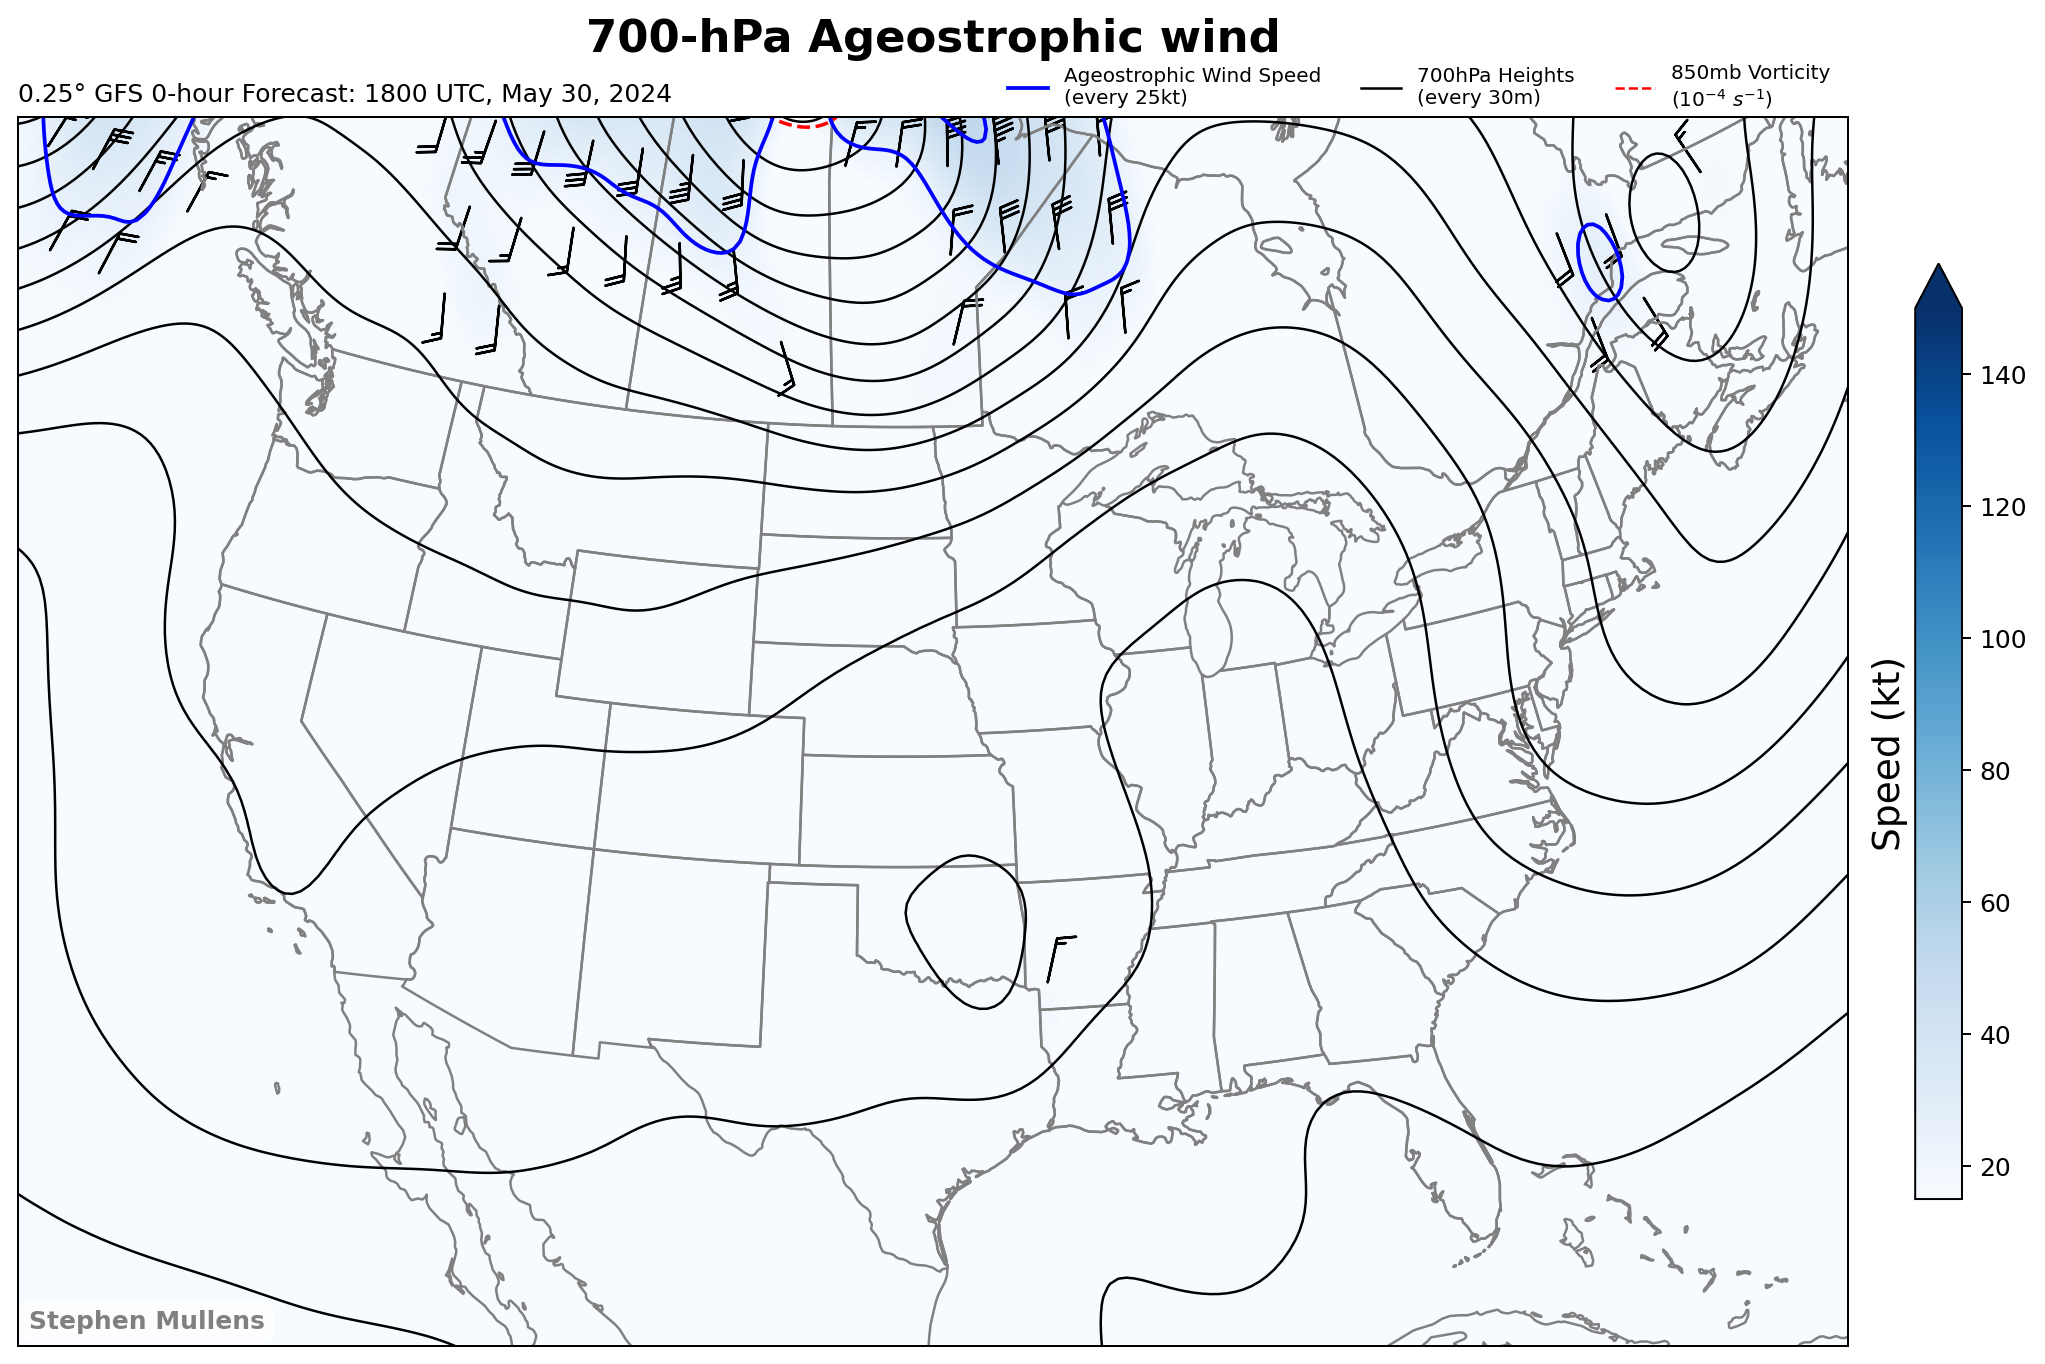 700-hPa Ageostrophic wind
0.25° GFS 0-hour Forecast: 1800 UTC, May 30, 2024
Ageostrophic Wind Speed
(every 25kt)
700hPa Heights
(every 30m)
850mb Vorticity
(10⁻⁴ s⁻¹)
140
120
100
80
60
40
20
Speed (kt)
Stephen Mullens